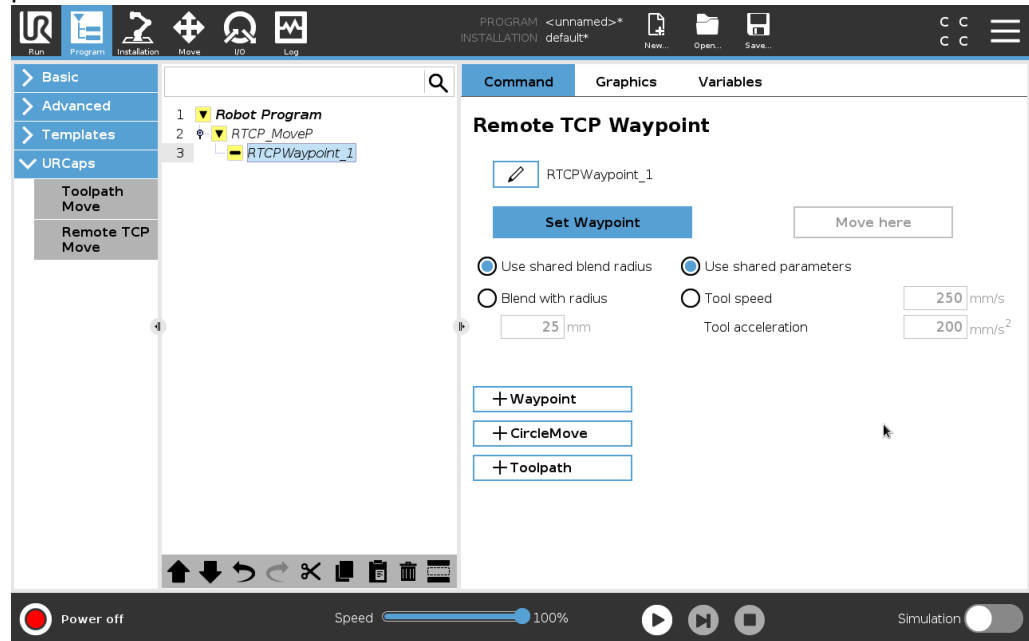 PROGRAM <unnamed>*
INSTALLATION default*
UR
Run
Program
Installation
Move
I/O
Log
New...
Open...
Save...
C C
C C
Basic
Advanced
Templates
URCaps
Toolpath
Move
Remote TCP
Move
1 Robot Program
2 RTCP_MoveP
3 RTCPWaypoint_1
Command Graphics Variables
Remote TCP Waypoint
RTCPWaypoint_1
Set Waypoint Move here
Use shared blend radius Use shared parameters
Blend with radius Tool speed 250 mm/s
25 mm Tool acceleration 200 mm/s²
+ Waypoint
+ CircleMove
+ Toolpath
Power off Speed 100% Simulation